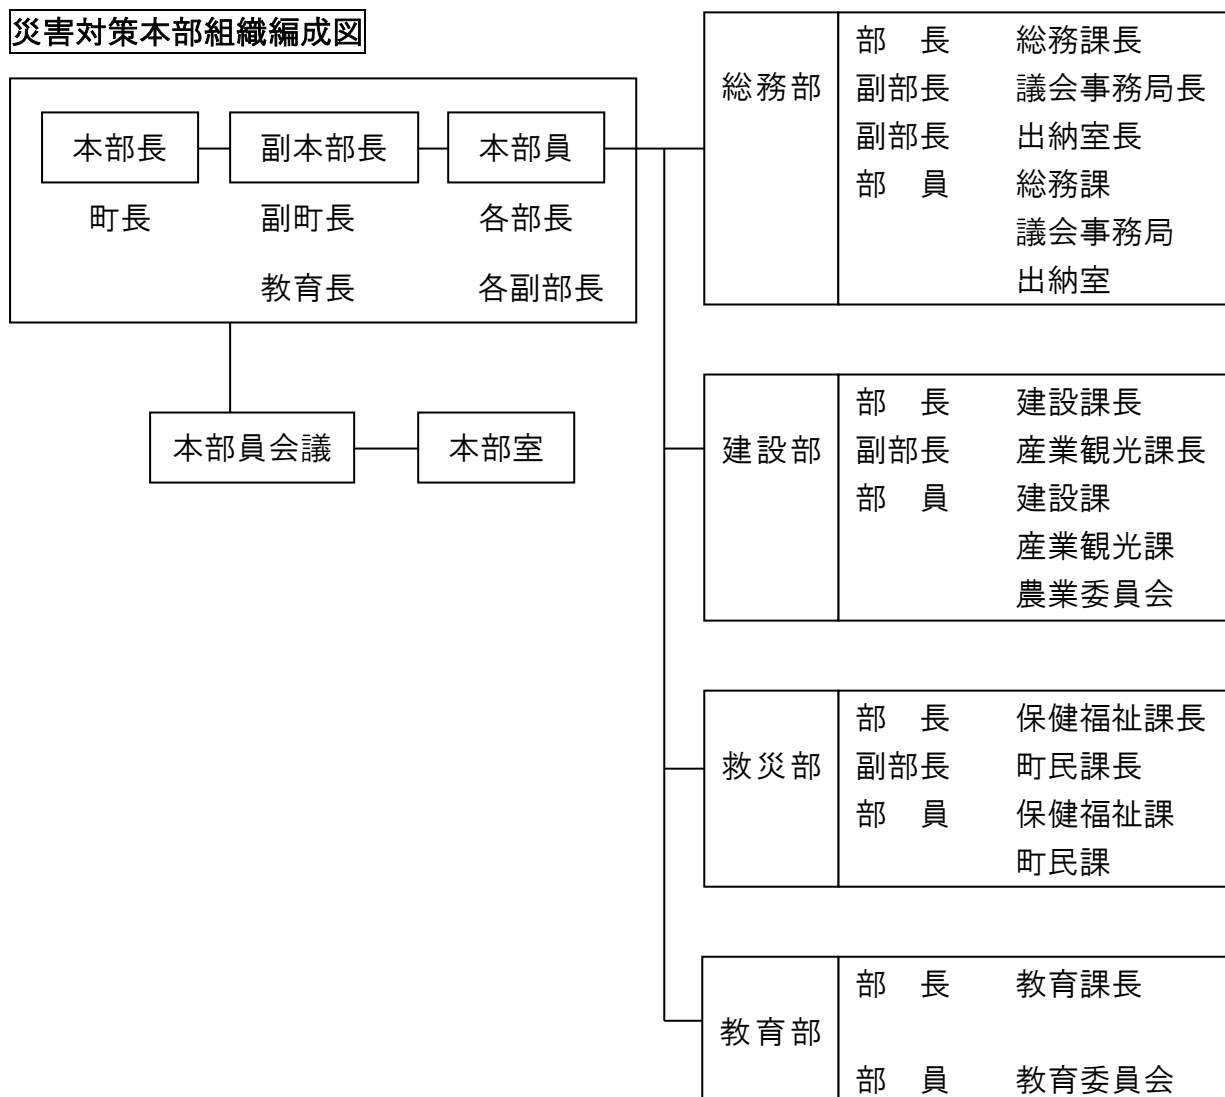 災害対策本部組織編成図
本部長 副本部長 本部員
町長 副町長 各部長
教育長 各副部長
本部員会議 本部室
総務部
部　長 総務課長
副部長 議会事務局長
副部長 出納室長
部　員 総務課
議会事務局
出納室
建設部
部　長 建設課長
副部長 産業観光課長
部　員 建設課
産業観光課
農業委員会
救災部
部　長 保健福祉課長
副部長 町民課長
部　員 保健福祉課
町民課
教育部
部　長 教育課長
部　員 教育委員会